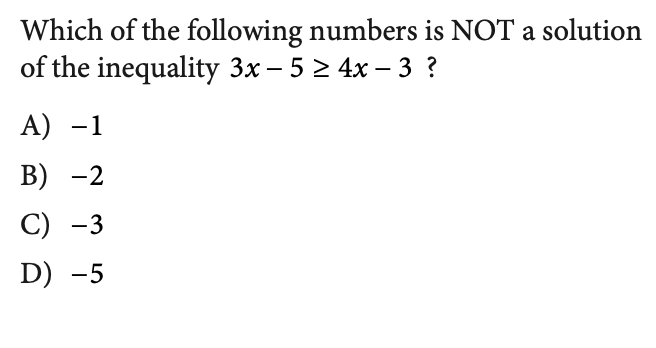 Which of the following numbers is NOT a solution
of the inequality 3x – 5 ≥ 4x – 3 ?
A) –1
B) –2
C) –3
D) –5